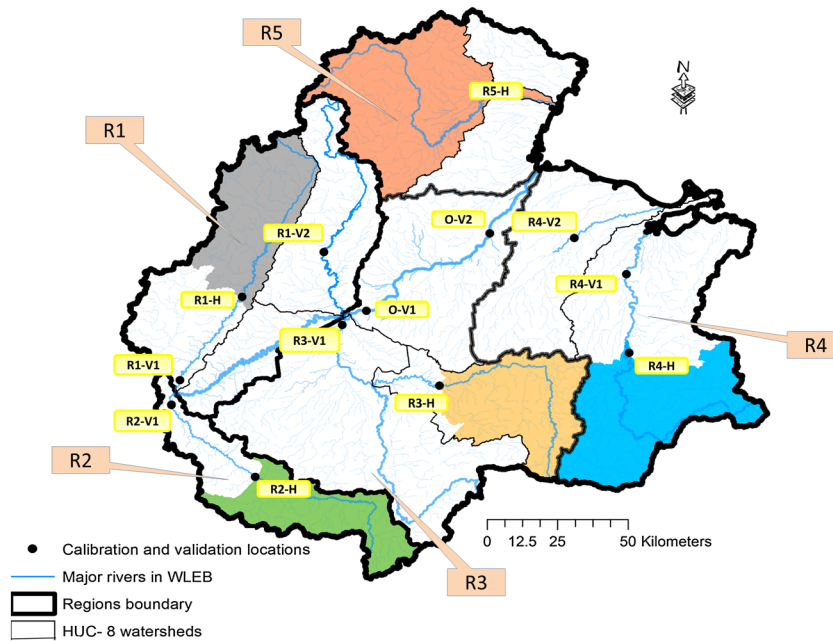 R5
N
R5-H
R1
O-V2
R4-V2
R1-V2
R4-V1
R1-H
O-V1
R3-V1
R4
R1-V1
R4-H
R3-H
R2-V1
R2
R2-H
R3
0 12.5 25 50 Kilometers
Calibration and validation locations
Major rivers in WLEB
Regions boundary
HUC- 8 watersheds